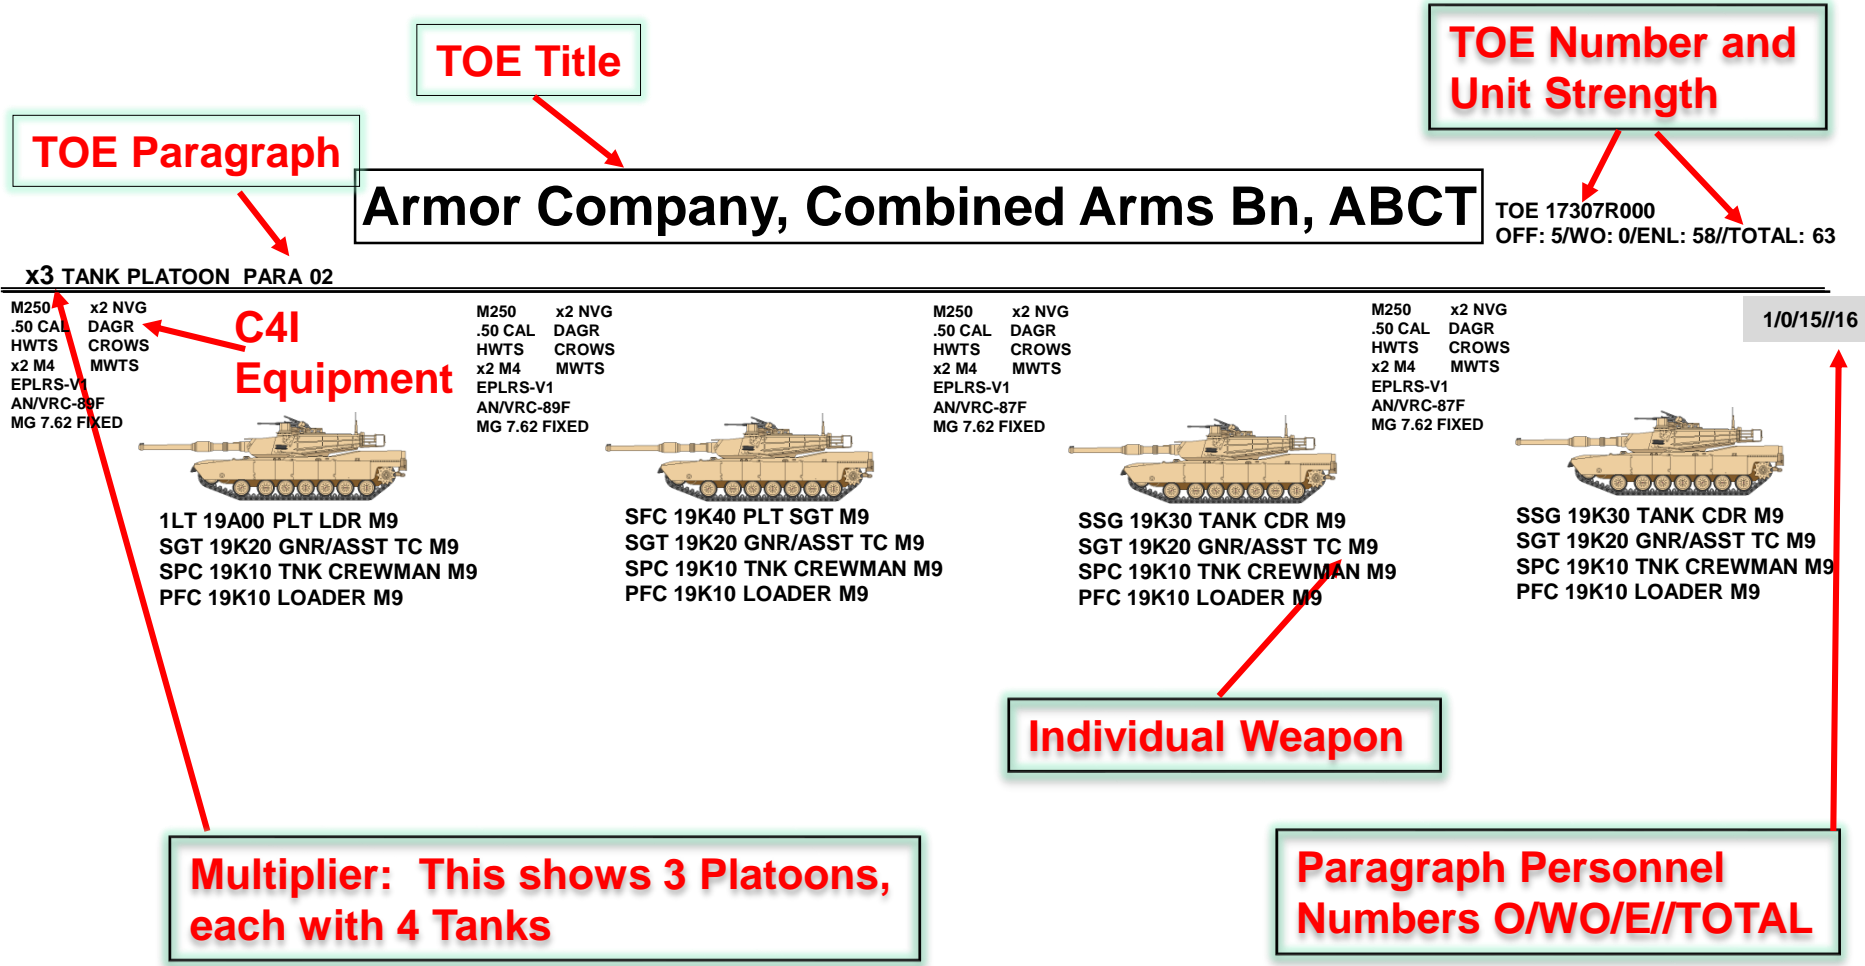 TOE Title
TOE Number and
Unit Strength
TOE Paragraph
Armor Company, Combined Arms Bn, ABCT
TOE 17307R000
OFF: 5/WO: 0/ENL: 58//TOTAL: 63
x3 TANK PLATOON PARA 02
M250 x2 NVG
.50 CAL DAGR
HWTS CROWS
x2 M4 MWTS
EPLRS-V1
AN/VRC-89F
MG 7.62 FIXED
C4I
Equipment
M250 x2 NVG
.50 CAL DAGR
HWTS CROWS
x2 M4 MWTS
EPLRS-V1
AN/VRC-89F
MG 7.62 FIXED
M250 x2 NVG
.50 CAL DAGR
HWTS CROWS
x2 M4 MWTS
EPLRS-V1
AN/VRC-87F
MG 7.62 FIXED
M250 x2 NVG
.50 CAL DAGR
HWTS CROWS
x2 M4 MWTS
EPLRS-V1
AN/VRC-87F
MG 7.62 FIXED
1/0/15//16
1LT 19A00 PLT LDR M9
SGT 19K20 GNR/ASST TC M9
SPC 19K10 TNK CREWMAN M9
PFC 19K10 LOADER M9
SFC 19K40 PLT SGT M9
SGT 19K20 GNR/ASST TC M9
SPC 19K10 TNK CREWMAN M9
PFC 19K10 LOADER M9
SSG 19K30 TANK CDR M9
SGT 19K20 GNR/ASST TC M9
SPC 19K10 TNK CREWMAN M9
PFC 19K10 LOADER M9
SSG 19K30 TANK CDR M9
SGT 19K20 GNR/ASST TC M9
SPC 19K10 TNK CREWMAN M9
PFC 19K10 LOADER M9
Individual Weapon
Multiplier: This shows 3 Platoons,
each with 4 Tanks
Paragraph Personnel
Numbers O/WO/E//TOTAL